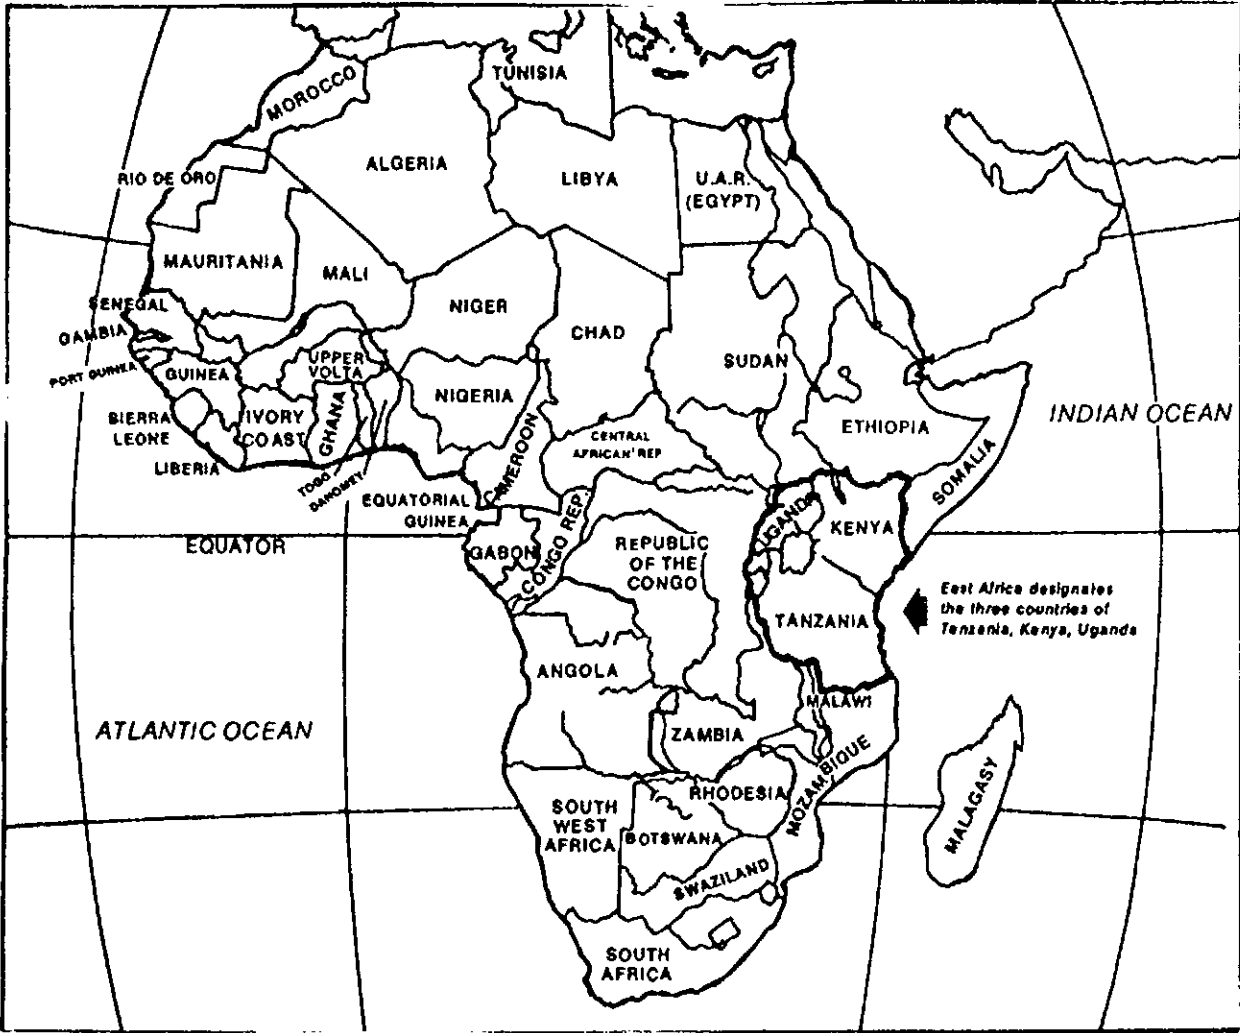 TUNISIA
MOROCCO
ALGERIA
LIBYA
U.A.R.
(EGYPT)
RIO DE ORO
MAURITANIA
MALI
NIGER
CHAD
SUDAN
SENEGAL
GAMBIA
PORT GUINEA
GUINEA
UPPER
VOLTA
NIGERIA
SIERRA
LEONE
IVORY
COAST
GHANA
LIBERIA
TOGO
DAHOMEY
CAMEROON
CENTRAL
AFRICAN REP
ETHIOPIA
SOMALIA
INDIAN OCEAN
EQUATORIAL
GUINEA
EQUATOR
GABON
CONGO REP.
REPUBLIC
OF THE
CONGO
UGANDA
KENYA
TANZANIA
East Africa designates
the three countries of
Tanzania, Kenya, Uganda
ANGOLA
ATLANTIC OCEAN
ZAMBIA
MALAWI
MOZAMBIQUE
RHODESIA
SOUTH
WEST
AFRICA
BOTSWANA
SWAZILAND
MALAGASY
SOUTH
AFRICA